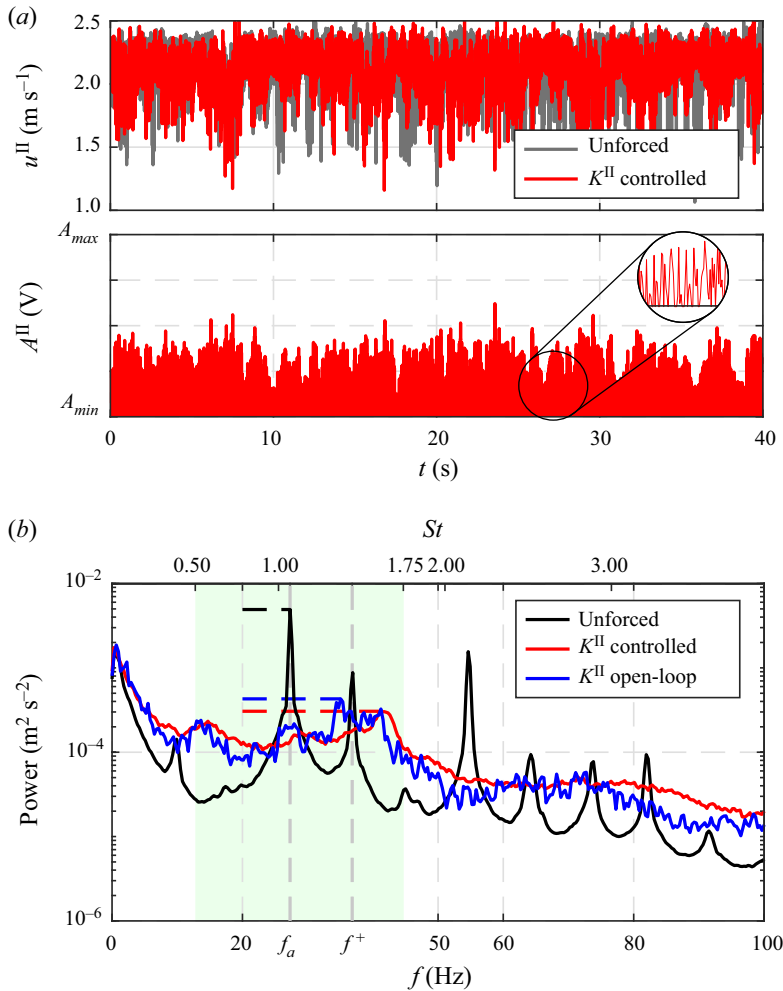 (a)
2.5
2.0
1.5
1.0
u^II (m s⁻¹)
Unforced
K^II controlled
A_max
A^II (V)
A_min
0
10
20
30
40
t (s)
(b)
St
0.50
1.00
1.75
2.00
3.00
10⁻²
10⁻⁴
10⁻⁶
Power (m² s⁻²)
Unforced
K^II controlled
K^II open-loop
0
20
f_a
f⁺
50
60
80
100
f (Hz)